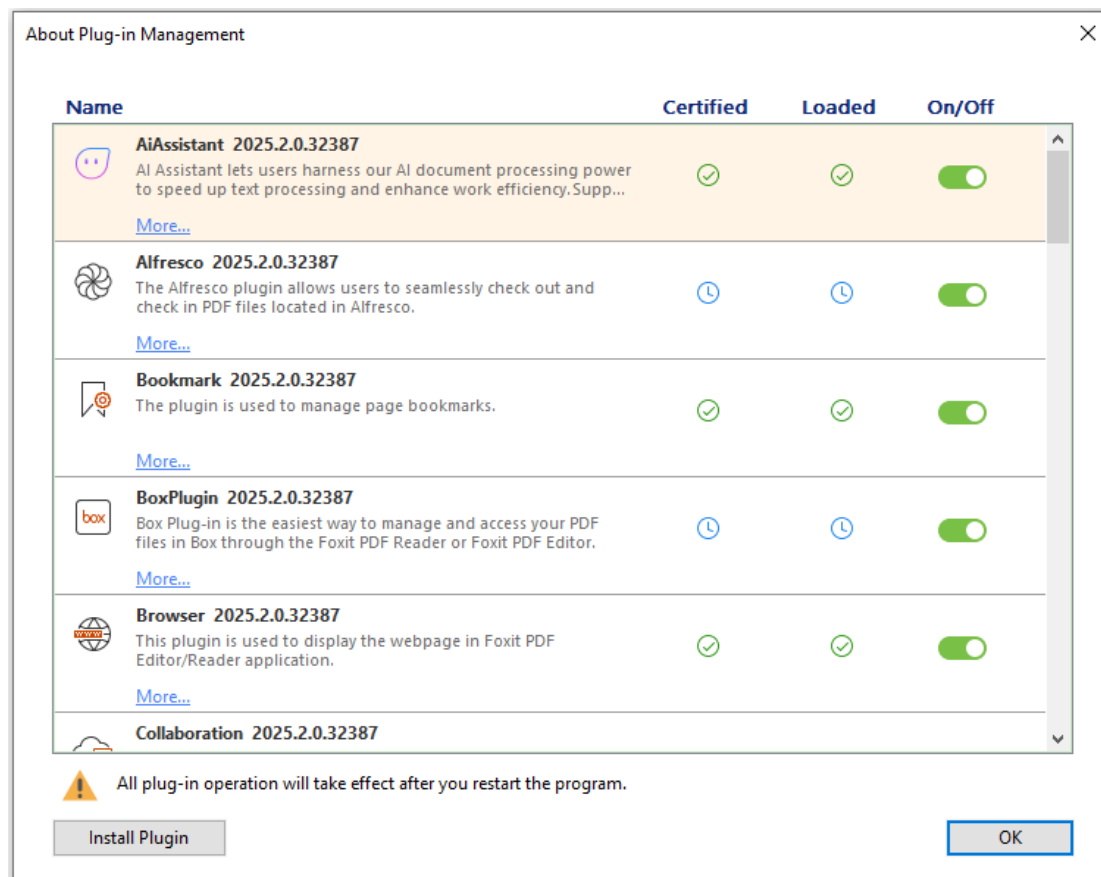 About Plug-in Management
Name Certified Loaded On/Off
AiAssistant 2025.2.0.32387
AI Assistant lets users harness our AI document processing power
to speed up text processing and enhance work efficiency. Supp...
More...
Alfresco 2025.2.0.32387
The Alfresco plugin allows users to seamlessly check out and
check in PDF files located in Alfresco.
More...
Bookmark 2025.2.0.32387
The plugin is used to manage page bookmarks.
More...
box
BoxPlugin 2025.2.0.32387
Box Plug-in is the easiest way to manage and access your PDF
files in Box through the Foxit PDF Reader or Foxit PDF Editor.
More...
www
Browser 2025.2.0.32387
This plugin is used to display the webpage in Foxit PDF
Editor/Reader application.
More...
Collaboration 2025.2.0.32387
All plug-in operation will take effect after you restart the program.
Install Plugin OK